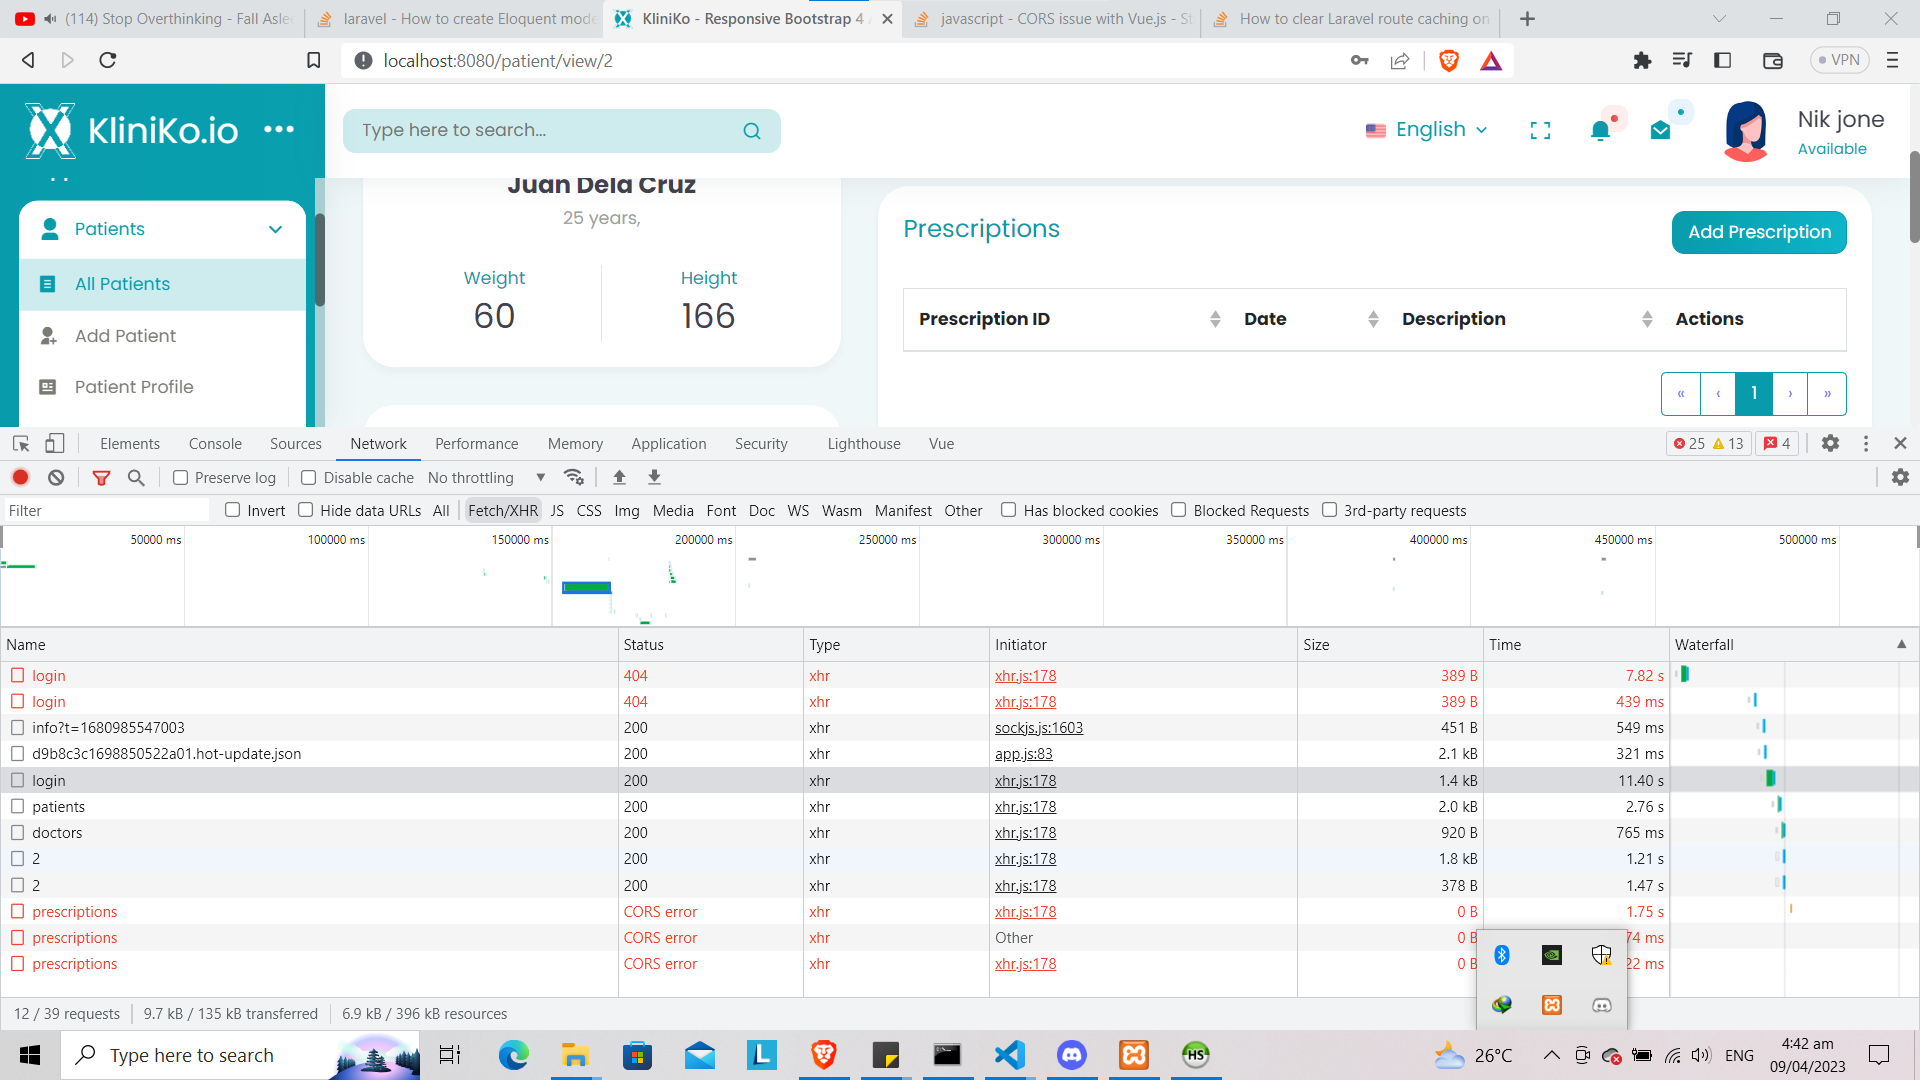 (114) Stop Overthinking - Fall Aslee
laravel - How to create Eloquent mode
KliniKo - Responsive Bootstrap 4 A
javascript - CORS issue with Vue.js - St
How to clear Laravel route caching on
localhost:8080/patient/view/2
VPN
KliniKo.io
Type here to search...
English
Nik jone
Available
Patients
All Patients
Add Patient
Patient Profile
Juan Dela Cruz
25 years,
Weight
Height
60
166
Prescriptions
Add Prescription
Prescription ID
Date
Description
Actions
« ‹ 1 › »
Elements Console Sources Network Performance Memory Application Security Lighthouse Vue
25 13 4
Preserve log Disable cache No throttling
Filter Invert Hide data URLs All Fetch/XHR JS CSS Img Media Font Doc WS Wasm Manifest Other Has blocked cookies Blocked Requests 3rd-party requests
50000 ms 100000 ms 150000 ms 200000 ms 250000 ms 300000 ms 350000 ms 400000 ms 450000 ms 500000 ms
Name Status Type Initiator Size Time Waterfall
login 404 xhr xhr.js:178 389 B 7.82 s
login 404 xhr xhr.js:178 389 B 439 ms
info?t=1680985547003 200 xhr sockjs.js:1603 451 B 549 ms
d9b8c3c1698850522a01.hot-update.json 200 xhr app.js:83 2.1 kB 321 ms
login 200 xhr xhr.js:178 1.4 kB 11.40 s
patients 200 xhr xhr.js:178 2.0 kB 2.76 s
doctors 200 xhr xhr.js:178 920 B 765 ms
2 200 xhr xhr.js:178 1.8 kB 1.21 s
2 200 xhr xhr.js:178 378 B 1.47 s
prescriptions CORS error xhr xhr.js:178 0 B 1.75 s
prescriptions CORS error xhr Other 0 B 74 ms
prescriptions CORS error xhr xhr.js:178 0 B 22 ms
12 / 39 requests 9.7 kB / 135 kB transferred 6.9 kB / 396 kB resources
Type here to search
L
HS
26°C
ENG
4:42 am
09/04/2023